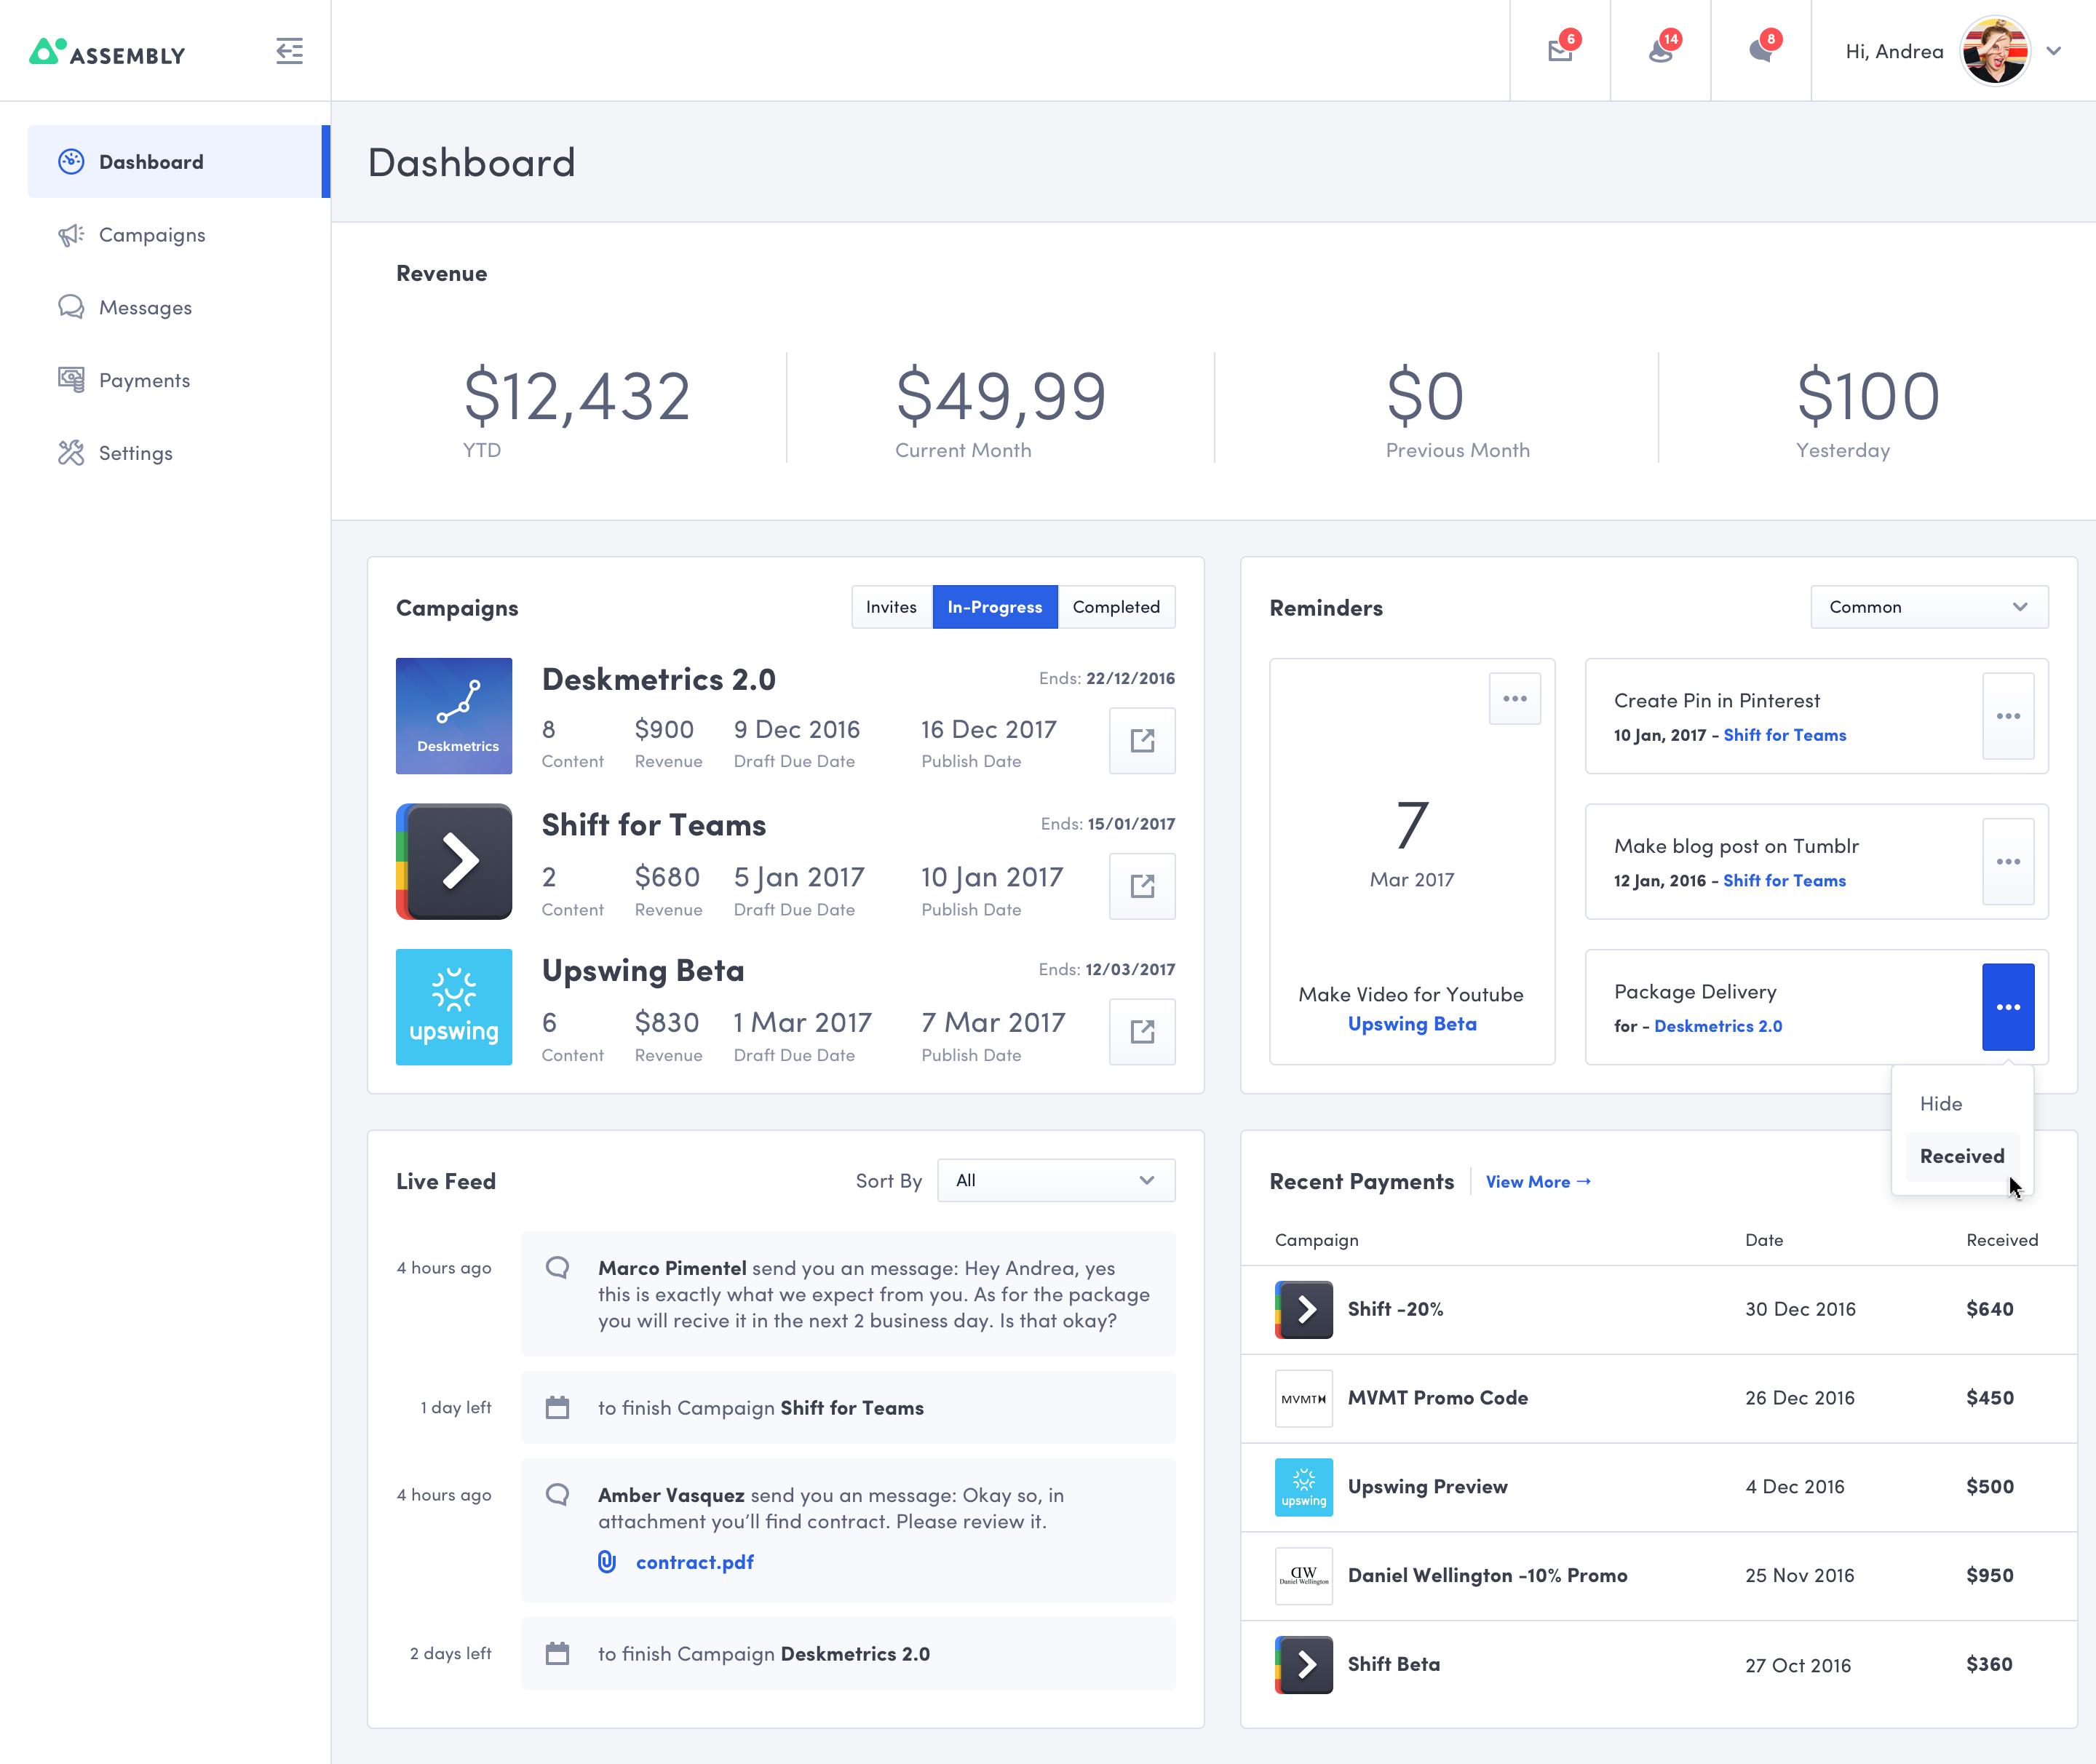 ASSEMBLY
6
14
8
Hi, Andrea
Dashboard
Campaigns
Messages
Payments
Settings
Dashboard
Revenue
$12,432
YTD
$49,99
Current Month
$0
Previous Month
$100
Yesterday
Campaigns
Invites
In-Progress
Completed
Deskmetrics
Deskmetrics 2.0
Ends: 22/12/2016
8
Content
$900
Revenue
9 Dec 2016
Draft Due Date
16 Dec 2017
Publish Date
Shift for Teams
Ends: 15/01/2017
2
Content
$680
Revenue
5 Jan 2017
Draft Due Date
10 Jan 2017
Publish Date
upswing
Upswing Beta
Ends: 12/03/2017
6
Content
$830
Revenue
1 Mar 2017
Draft Due Date
7 Mar 2017
Publish Date
Reminders
Common
7
Mar 2017
Make Video for Youtube
Upswing Beta
Create Pin in Pinterest
10 Jan, 2017 - Shift for Teams
Make blog post on Tumblr
12 Jan, 2016 - Shift for Teams
Package Delivery
for - Deskmetrics 2.0
Hide
Received
Live Feed
Sort By
All
4 hours ago
Marco Pimentel send you an message: Hey Andrea, yes
this is exactly what we expect from you. As for the package
you will recive it in the next 2 business day. Is that okay?
1 day left
to finish Campaign Shift for Teams
4 hours ago
Amber Vasquez send you an message: Okay so, in
attachment you’ll find contract. Please review it.
contract.pdf
2 days left
to finish Campaign Deskmetrics 2.0
Recent Payments
View More →
Campaign
Date
Received
Shift -20%
30 Dec 2016
$640
MVMT
MVMT Promo Code
26 Dec 2016
$450
upswing
Upswing Preview
4 Dec 2016
$500
DW
Daniel Wellington
Daniel Wellington -10% Promo
25 Nov 2016
$950
Shift Beta
27 Oct 2016
$360